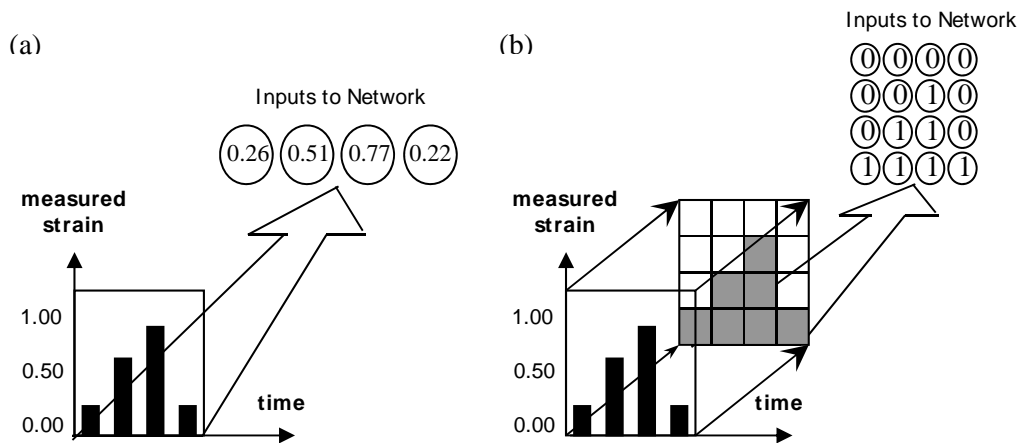 (a)
Inputs to Network
0.26 0.51 0.77 0.22
measured
strain
1.00
0.50
0.00
time
(b)
Inputs to Network
0 0 0 0
0 0 1 0
0 1 1 0
1 1 1 1
measured
strain
1.00
0.50
0.00
time